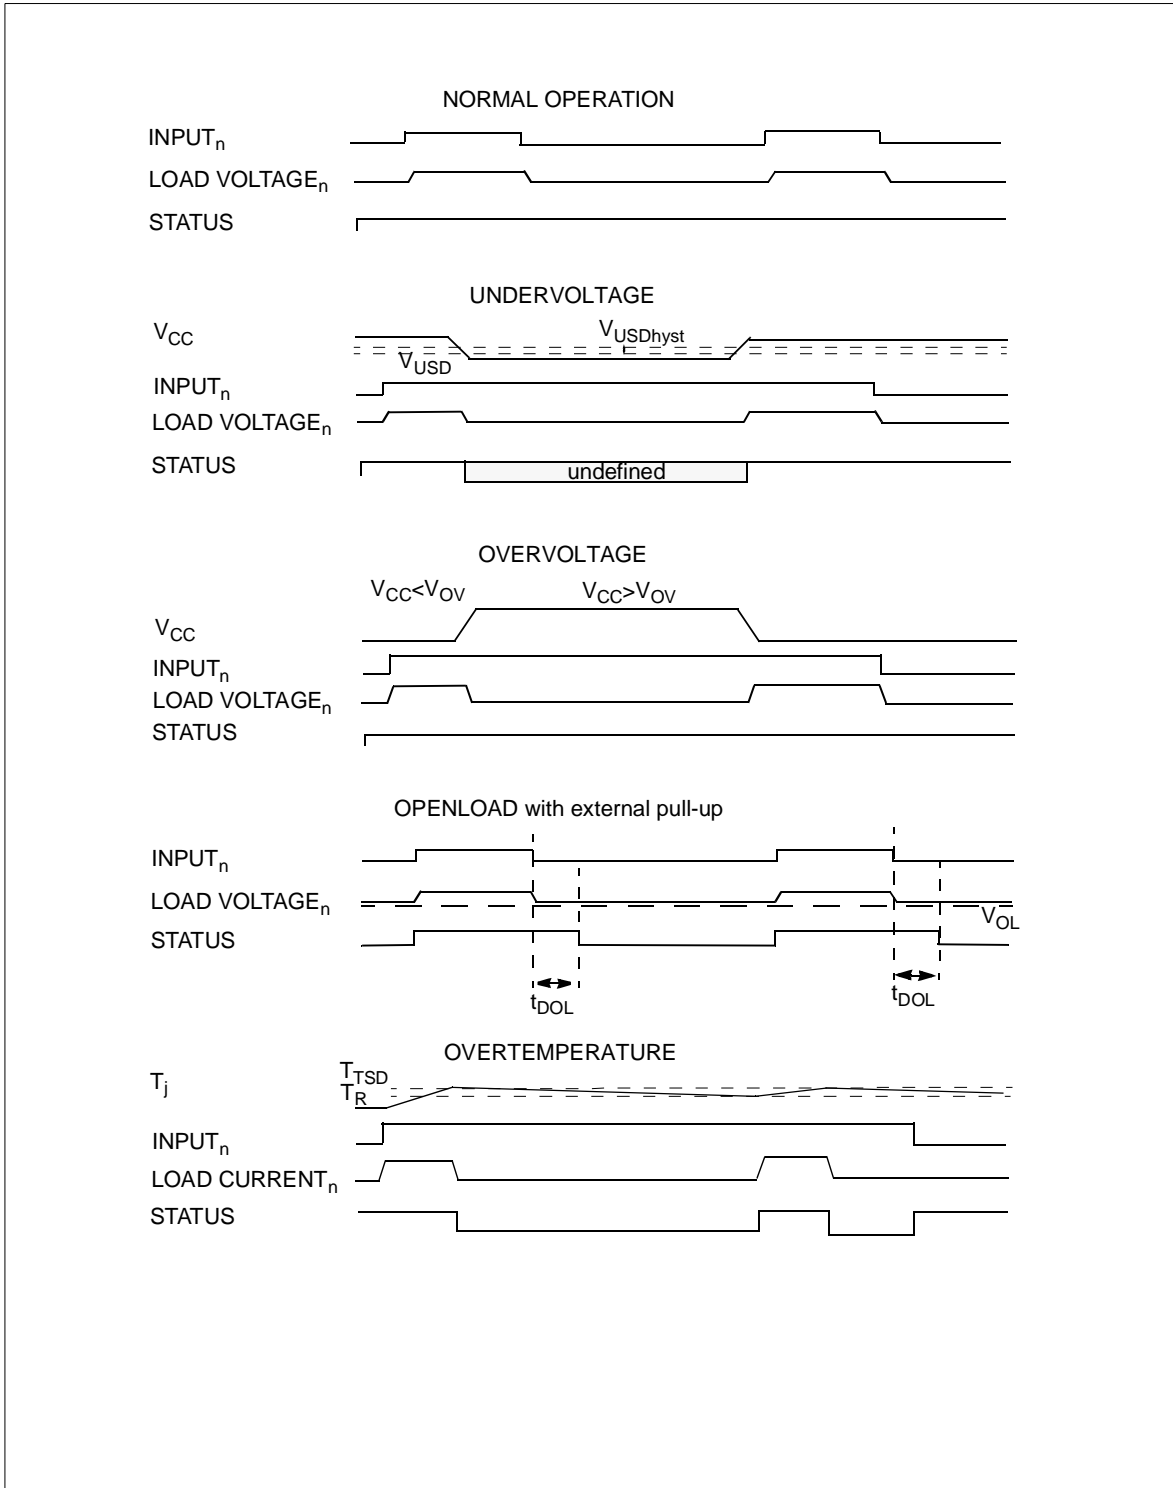 NORMAL OPERATION
INPUTn
LOAD VOLTAGEn
STATUS
UNDERVOLTAGE
VCC
VUSDhyst
VUSD
INPUTn
LOAD VOLTAGEn
STATUS
undefined
OVERVOLTAGE
VCC<VOV
VCC>VOV
VCC
INPUTn
LOAD VOLTAGEn
STATUS
OPENLOAD with external pull-up
INPUTn
LOAD VOLTAGEn
VOL
STATUS
tDOL
tDOL
OVERTEMPERATURE
Tj
TTSD
TR
INPUTn
LOAD CURRENTn
STATUS